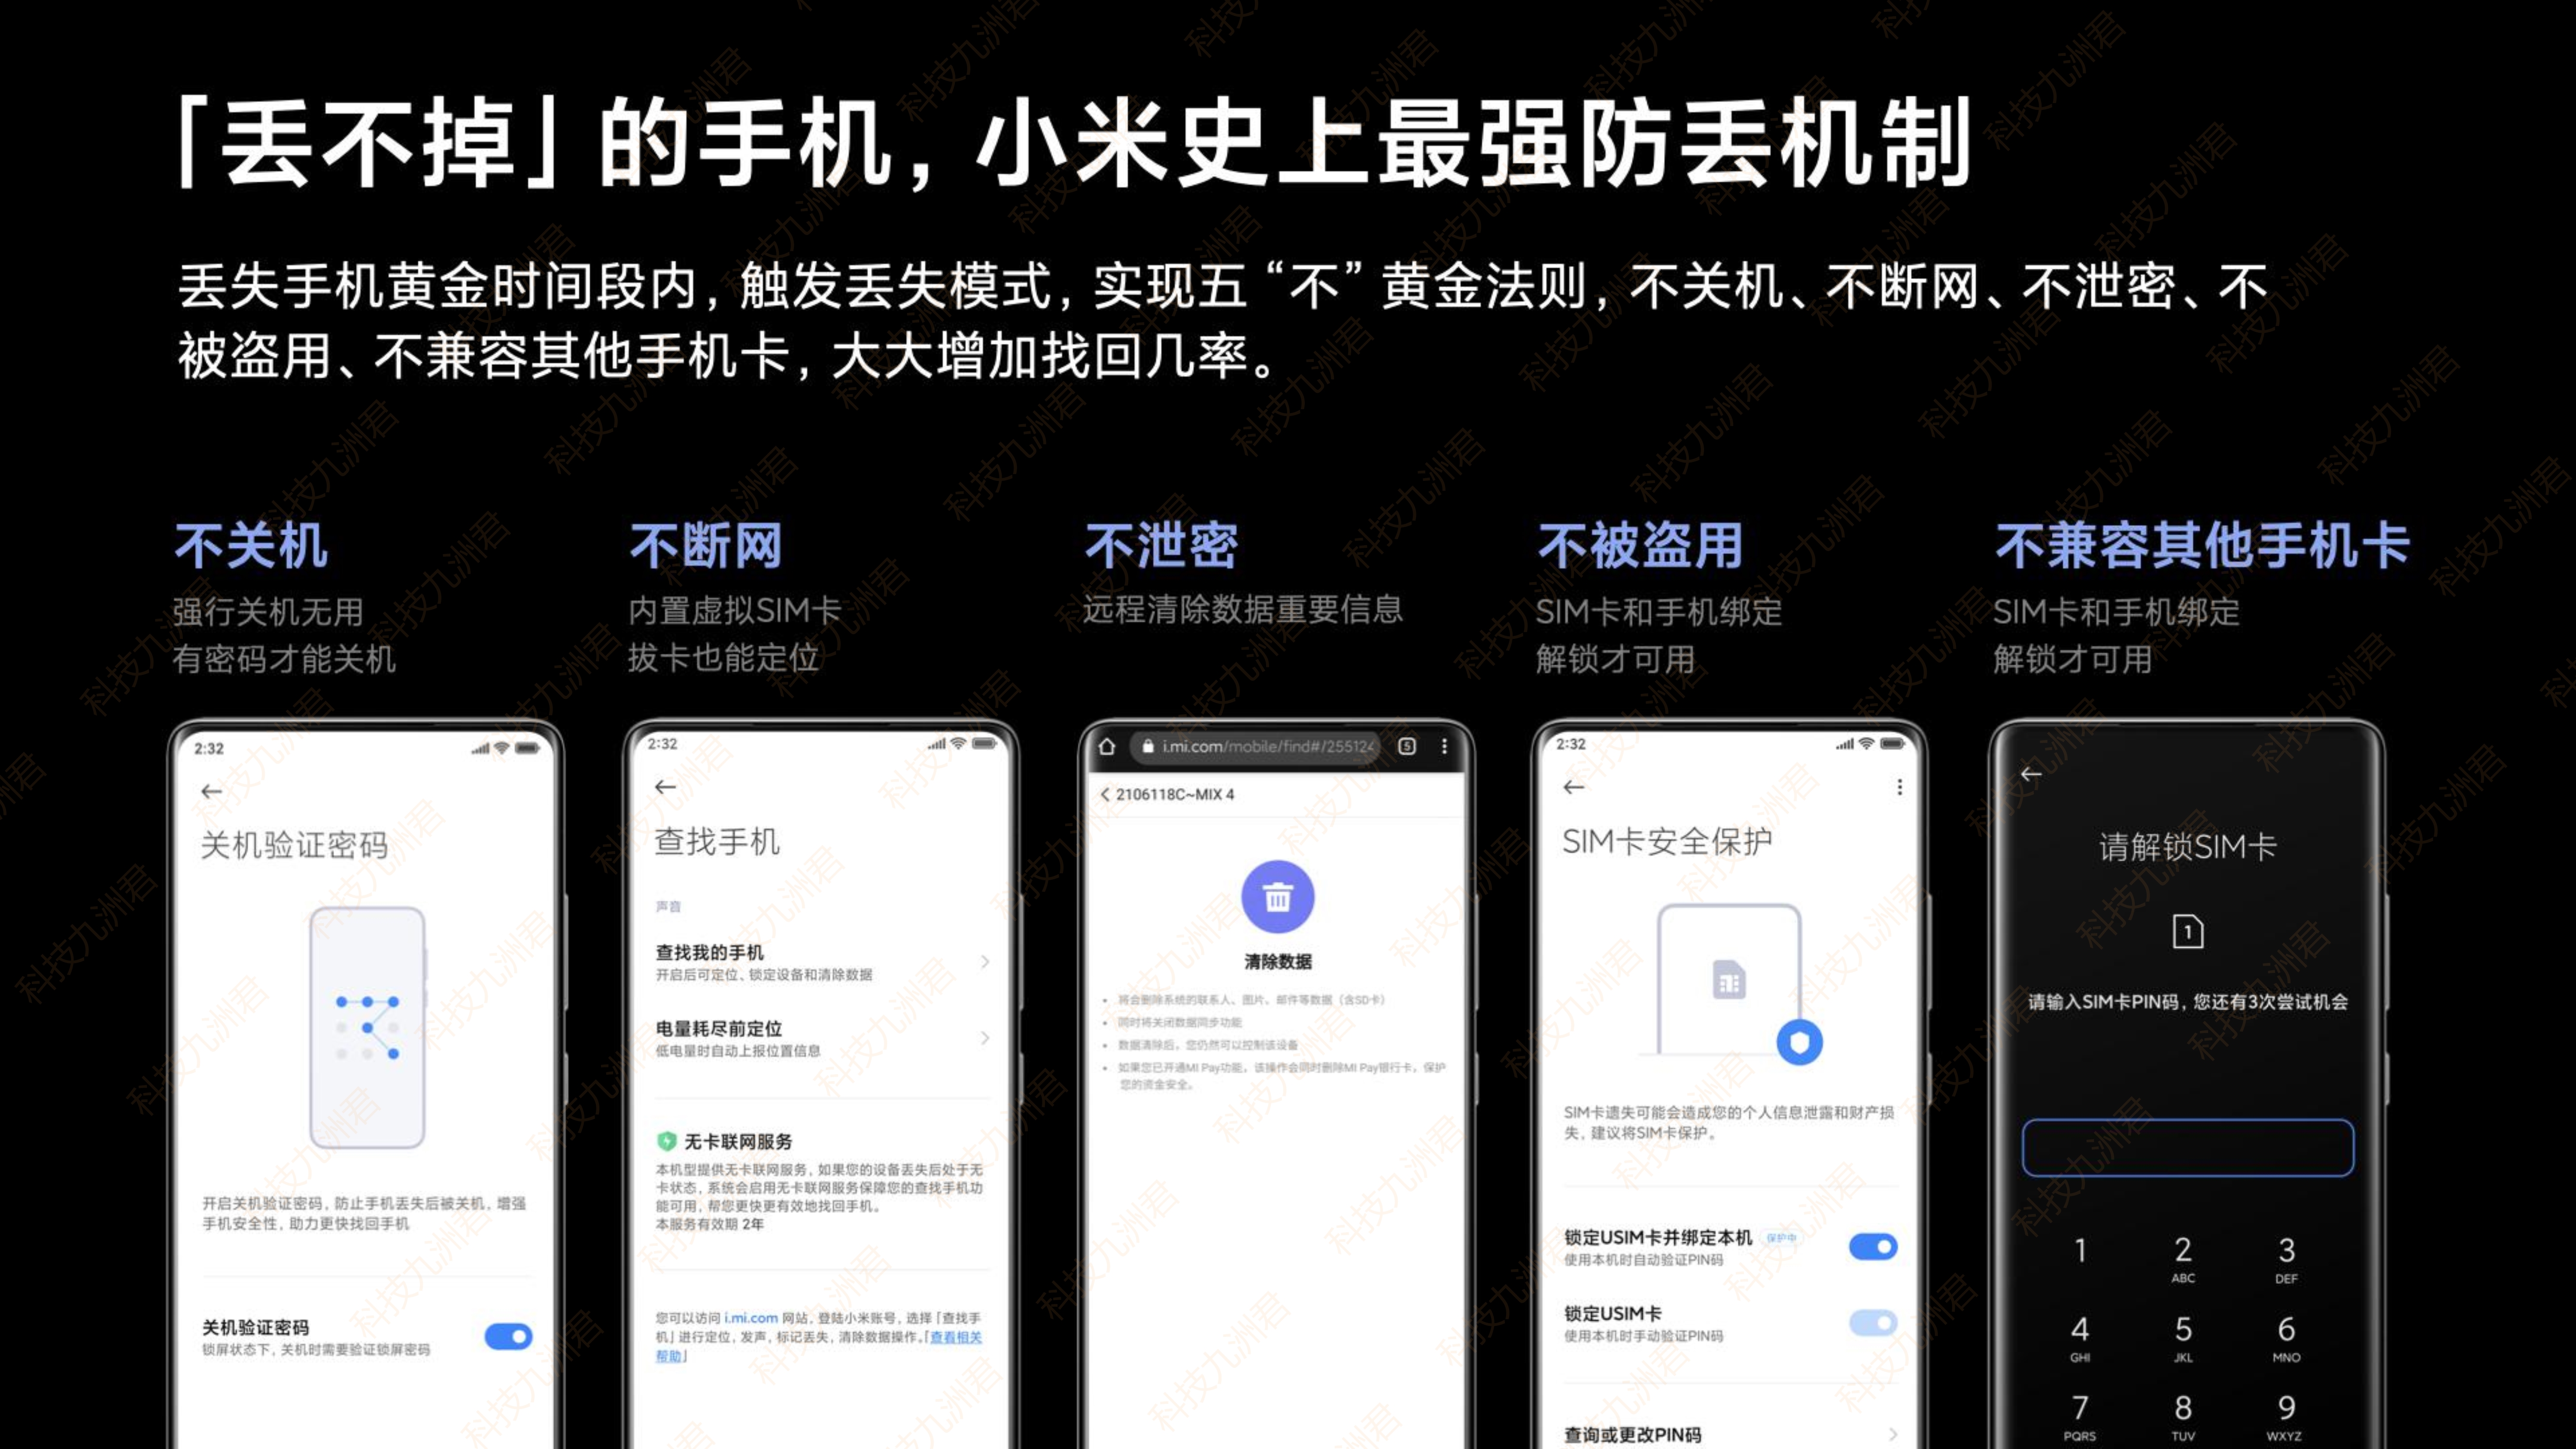 「丢不掉」的手机，小米史上最强防丢机制
丢失手机黄金时间段内，触发丢失模式，实现五“不”黄金法则，不关机、不断网、不泄密、不
被盗用、不兼容其他手机卡，大大增加找回几率。
不关机
强行关机无用
有密码才能关机
不断网
内置虚拟SIM卡
拔卡也能定位
不泄密
远程清除数据重要信息
不被盗用
SIM卡和手机绑定
解锁才可用
不兼容其他手机卡
SIM卡和手机绑定
解锁才可用
2:32
关机验证密码
开启关机验证密码，防止手机丢失后被关机，增强
手机安全性，助力更快找回手机
关机验证密码
锁屏状态下，关机时需要验证锁屏密码
2:32
查找手机
声音
查找我的手机
开启后可定位、锁定设备和清除数据
电量耗尽前定位
低电量时自动上报位置信息
无卡联网服务
本机型提供无卡联网服务，如果您的设备丢失后处于无
卡状态，系统会启用无卡联网服务保障您的查找手机功
能可用，帮您更快更有效地找回手机。
本服务有效期 2年
您可以访问 i.mi.com 网站，登陆小米账号，选择「查找手
机」进行定位，发声，标记丢失，清除数据操作。「查看相关
帮助」
i.mi.com/mobile/find#/255124
5
2106118C~MIX 4
清除数据
• 将会删除系统的联系人、图片、邮件等数据（含SD卡）
• 同时将关闭数据同步功能
• 数据清除后，您仍然可以控制该设备
• 如果您已开通MI Pay功能，该操作会同时删除MI Pay银行卡，保护
您的资金安全。
2:32
SIM卡安全保护
SIM卡遗失可能会造成您的个人信息泄露和财产损
失，建议将SIM卡保护。
锁定USIM卡并绑定本机 保护中
使用本机时自动验证PIN码
锁定USIM卡
使用本机时手动验证PIN码
查询或更改PIN码
请解锁SIM卡
1
请输入SIM卡PIN码，您还有3次尝试机会
1 2 3
ABC DEF
4 5 6
GHI JKL MNO
7 8 9
PQRS TUV WXYZ
科技九洲君